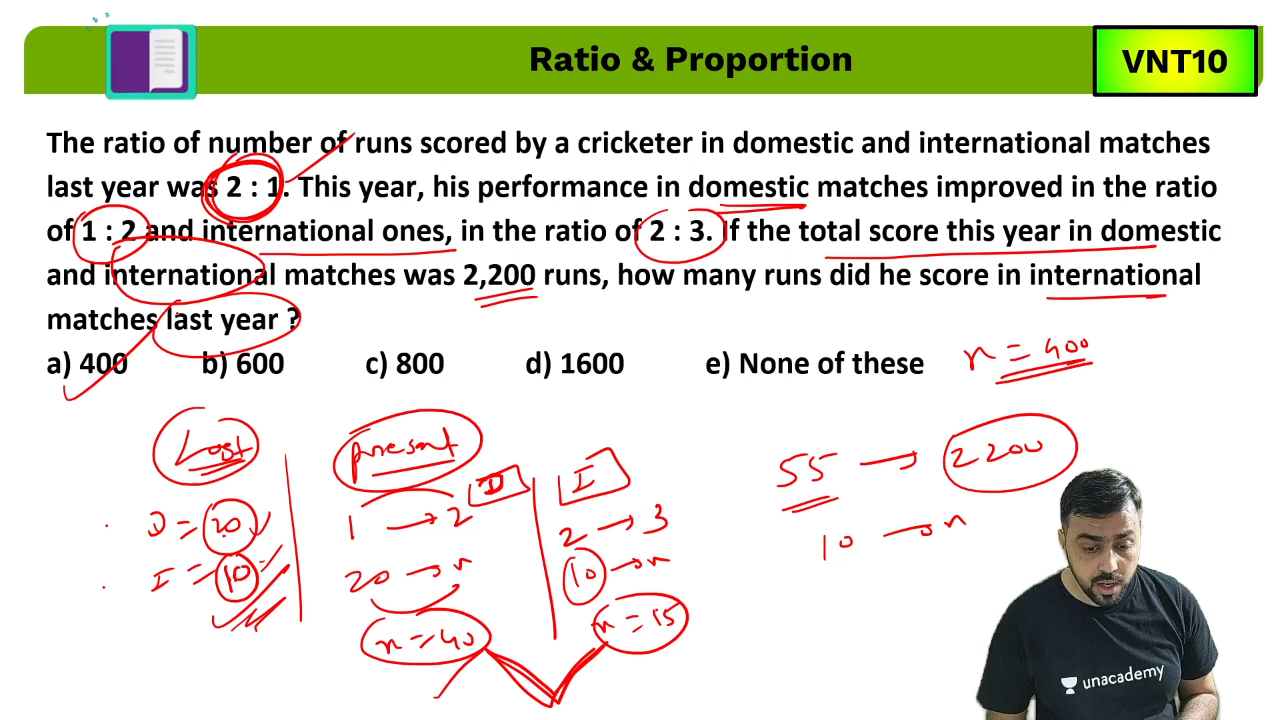 Ratio & Proportion
VNT10
The ratio of number of runs scored by a cricketer in domestic and international matches
last year was 2 : 1. This year, his performance in domestic matches improved in the ratio
of 1 : 2 and international ones, in the ratio of 2 : 3. If the total score this year in domestic
and international matches was 2,200 runs, how many runs did he score in international
matches last year ?
a) 400 b) 600 c) 800 d) 1600 e) None of these
x = 400
Last
present
D
I
D = 20
I = 10
1 → 2
20 → x
x = 40
2 → 3
10 → x
x = 15
55 → 2200
10 → x
unacademy